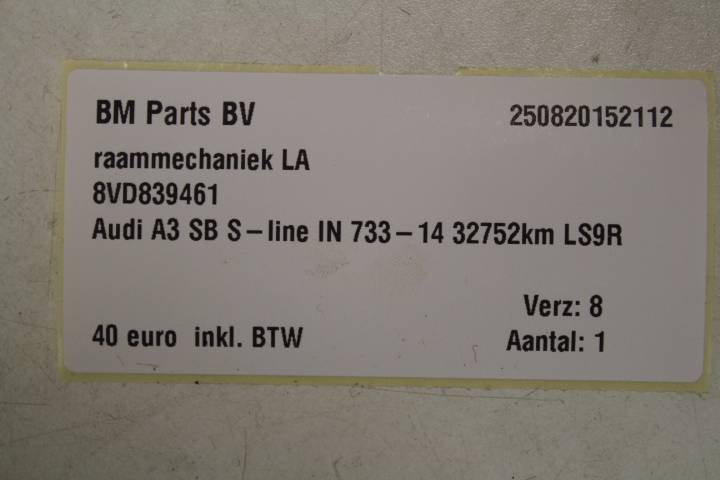 BM Parts BV 250820152112
raammechaniek LA
8VD839461
Audi A3 SB S-line IN 733-14 32752km LS9R
Verz: 8
40 euro inkl. BTW Aantal: 1